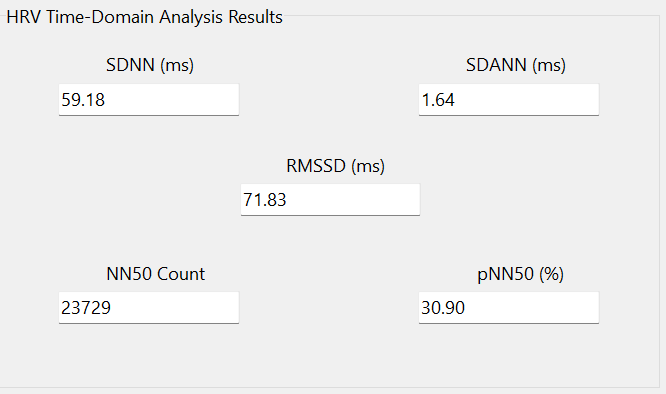 HRV Time-Domain Analysis Results
SDNN (ms)
59.18
SDANN (ms)
1.64
RMSSD (ms)
71.83
NN50 Count
23729
pNN50 (%)
30.90